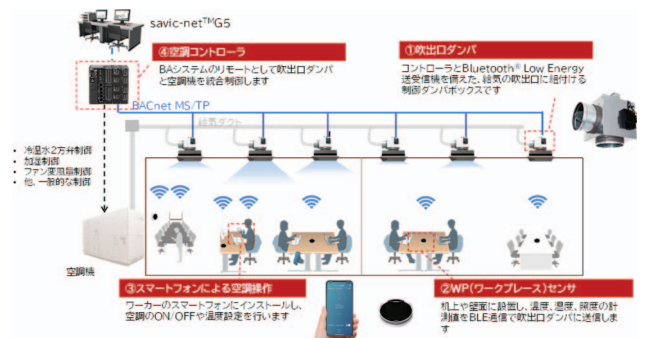 savic-net™G5
④空調コントローラ
BAシステムのリモートとして吹出口ダンパ
と空調機を統合制御します
①吹出口ダンパ
コントローラとBluetooth® Low Energy
送受信機を備えた、給気の吹出口に紐付ける
制御ダンパボックスです
BACnet MS/TP
給気ダクト
• 冷温水2方弁制御
• 加湿制御
• ファン変風量制御
• 他、一般的な制御
空調機
③スマートフォンによる空調操作
ワーカーのスマートフォンにインストールし、
空調のON/OFFや温度設定を行います
②WP(ワークプレース)センサ
机上や壁面に設置し、温度、湿度、照度の計
測値をBLE通信で吹出口ダンパに送信しま
す